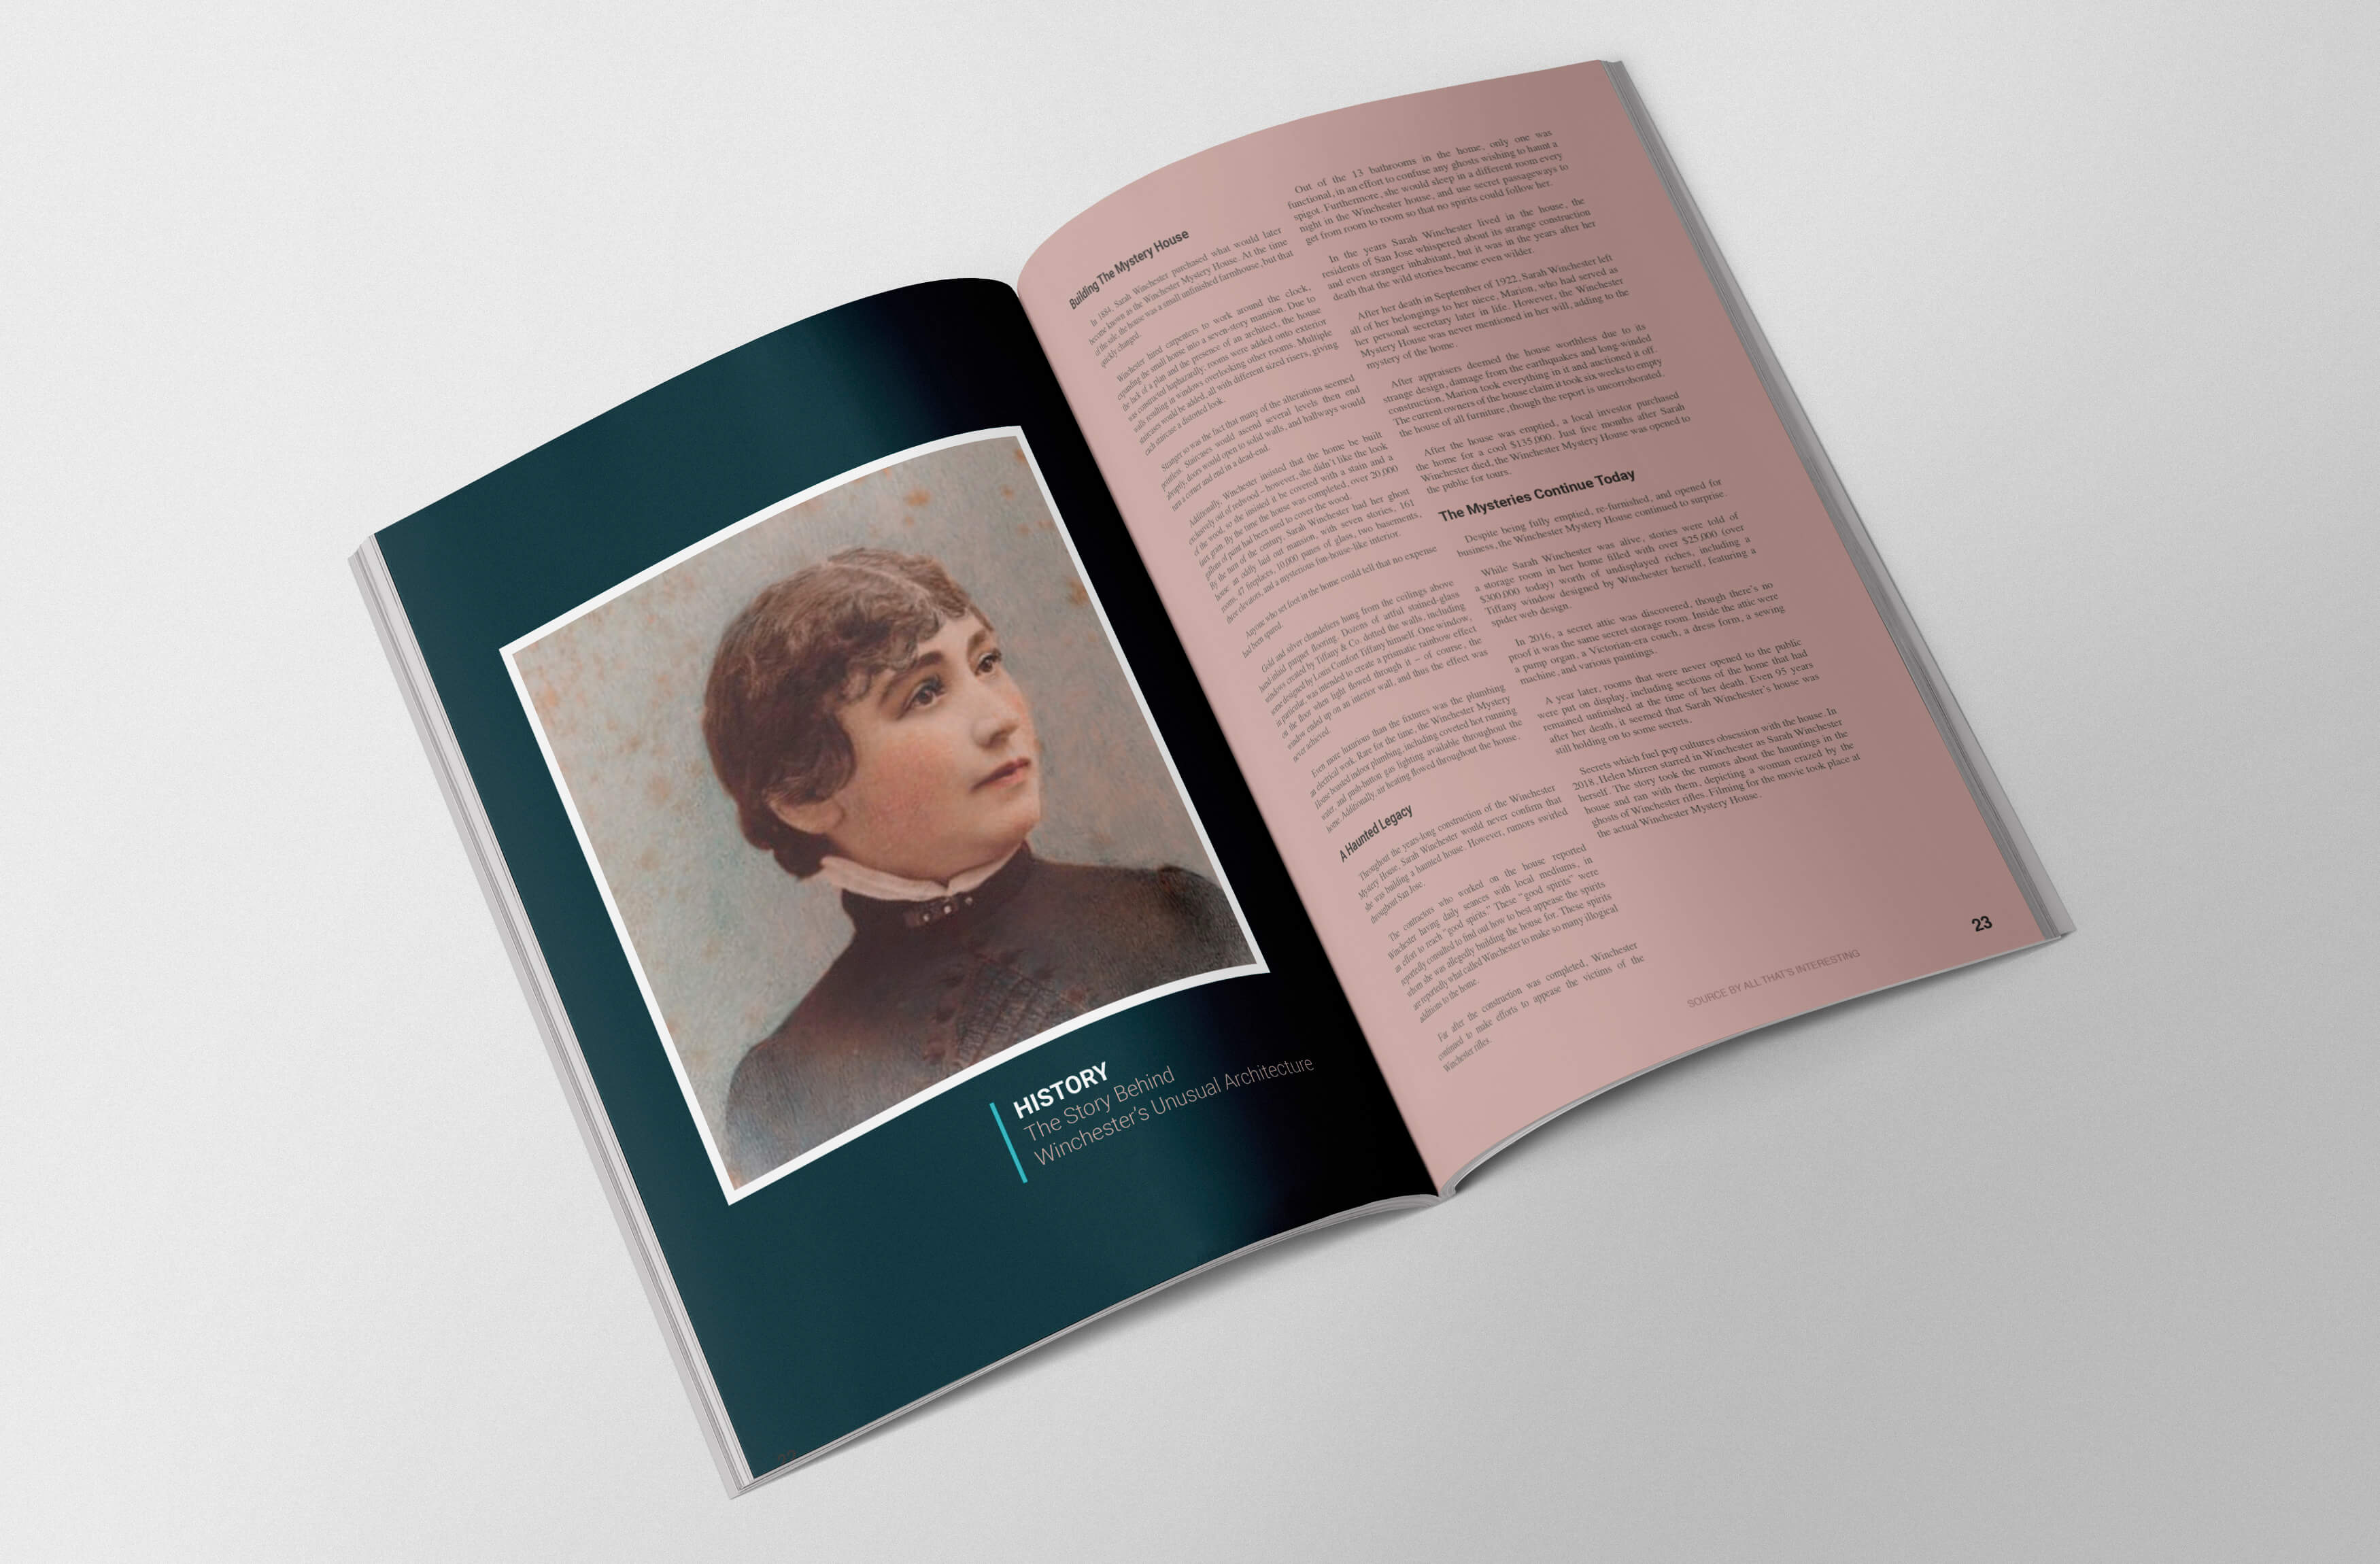 HISTORY
The Story Behind
Winchester's Unusual Architecture
Building The Mystery House
In 1884, Sarah Winchester purchased what would later
become known as the Winchester Mystery House. At the time
of the sale, the house was a small unfinished farmhouse, but that
quickly changed.
Winchester hired carpenters to work around the clock,
expanding the small house into a seven-story mansion. Due to
the lack of a plan and the presence of an architect, the house
was constructed haphazardly; rooms were added onto exterior
walls resulting in windows overlooking other rooms. Multiple
staircases would be added, all with different sized risers, giving
each staircase a distorted look.
Stranger so was the fact that many of the alterations seemed
pointless. Staircases would ascend several levels then end
abruptly, doors would open to solid walls, and hallways would
turn a corner and end in a dead-end.
Additionally, Winchester insisted that the home be built
exclusively out of redwood – however, she didn't like the look
of the wood, so she insisted it be covered with a stain and a
faux grain. By the time the house was completed, over 20,000
gallons of paint had been used to cover the wood.
By the turn of the century, Sarah Winchester had her ghost
house: an oddly laid out mansion, with seven stories, 161
rooms, 47 fireplaces, 10,000 panes of glass, two basements,
three elevators, and a mysterious fun-house-like interior.
Anyone who set foot in the home could tell that no expense
had been spared.
Gold and silver chandeliers hung from the ceilings above
hand-inlaid parquet flooring. Dozens of artful stained-glass
windows created by Tiffany & Co. dotted the walls, including
some designed by Louis Comfort Tiffany himself. One window,
in particular, was intended to create a prismatic rainbow effect
on the floor when light flowed through it – of course, the
window ended up on an interior wall, and thus the effect was
never achieved.
Even more luxurious than the fixtures was the plumbing
an electrical work. Rare for the time, the Winchester Mystery
House boasted indoor plumbing, including coveted hot running
water, and push-button gas lighting available throughout the
home. Additionally, air heating flowed throughout the house.
A Haunted Legacy
Throughout the years-long construction of the Winchester
Mystery House, Sarah Winchester would never confirm that
she was building a haunted house. However, rumors swirled
throughout San Jose.
The contractors who worked on the house reported
Winchester having daily seances with local mediums, in
an effort to reach "good spirits." These "good spirits" were
reportedly consulted to find out how to best appease the spirits
whom she was allegedly building the house for. These spirits
are reportedly what called Winchester to make so many illogical
additions to the home.
Far after the construction was completed, Winchester
continued to make efforts to appease the victims of the
Winchester rifles.
Out of the 13 bathrooms in the home, only one was
functional, in an effort to confuse any ghosts wishing to haunt a
spigot. Furthermore, she would sleep in a different room every
night in the Winchester house, and use secret passageways to
get from room to room so that no spirits could follow her.
In the years Sarah Winchester lived in the house, the
residents of San Jose whispered about its strange construction
and even stranger inhabitant, but it was in the years after her
death that the wild stories became even wilder.
After her death in September of 1922, Sarah Winchester left
all of her belongings to her niece, Marion, who had served as
her personal secretary later in life. However, the Winchester
Mystery House was never mentioned in her will, adding to the
mystery of the home.
After appraisers deemed the house worthless due to its
strange design, damage from the earthquakes and long-winded
construction, Marion took everything in it and auctioned it off.
The current owners of the house claim it took six weeks to empty
the house of all furniture, though the report is uncorroborated.
After the house was emptied, a local investor purchased
the home for a cool $135,000. Just five months after Sarah
Winchester died, the Winchester Mystery House was opened to
the public for tours.
The Mysteries Continue Today
Despite being fully emptied, re-furnished, and opened for
business, the Winchester Mystery House continued to surprise.
While Sarah Winchester was alive, stories were told of
a storage room in her home filled with over $25,000 (over
$300,000 today) worth of undisplayed riches, including a
Tiffany window designed by Winchester herself, featuring a
spider web design.
In 2016, a secret attic was discovered, though there's no
proof it was the same secret storage room. Inside the attic were
a pump organ, a Victorian-era couch, a dress form, a sewing
machine, and various paintings.
A year later, rooms that were never opened to the public
were put on display, including sections of the home that had
remained unfinished at the time of her death. Even 95 years
after her death, it seemed that Sarah Winchester's house was
still holding on to some secrets.
Secrets which fuel pop cultures obsession with the house. In
2018, Helen Mirren starred in Winchester as Sarah Winchester
herself. The story took the rumors about the hauntings in the
house and ran with them, depicting a woman crazed by the
ghosts of Winchester rifles. Filming for the movie took place at
the actual Winchester Mystery House.
SOURCE BY ALL THAT'S INTERESTING
23